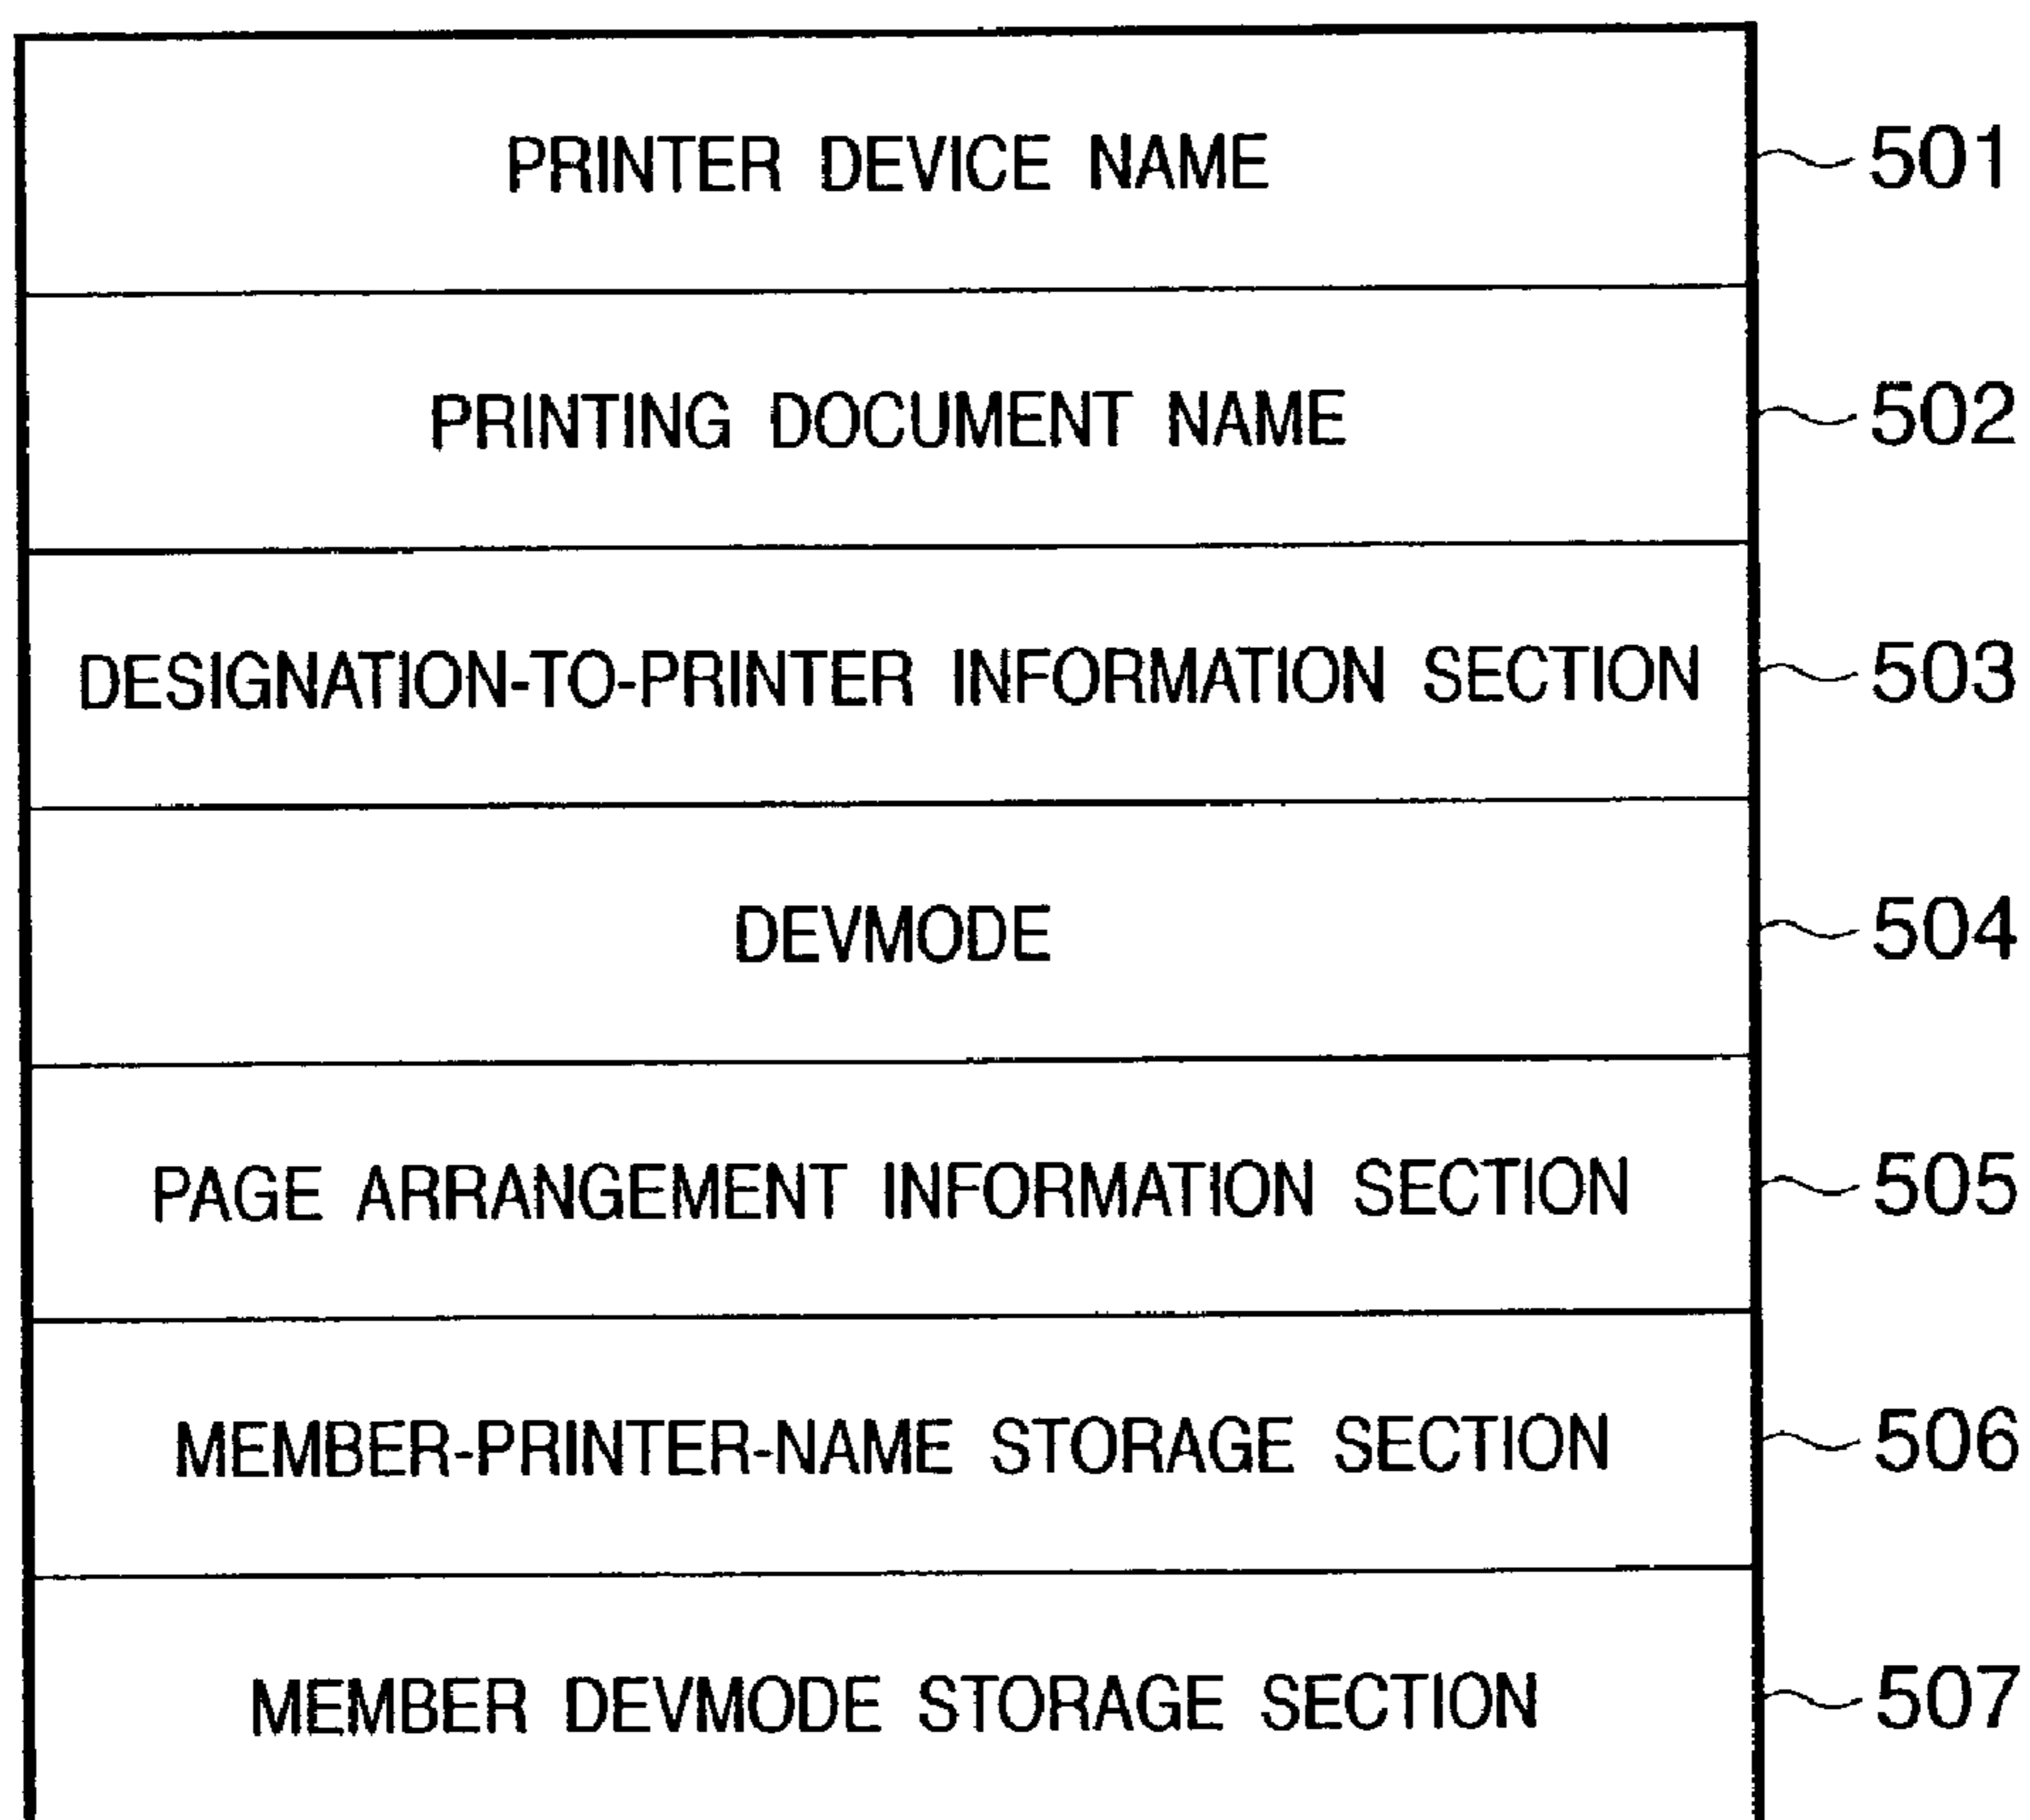 PRINTER DEVICE NAME 501
PRINTING DOCUMENT NAME 502
DESIGNATION-TO-PRINTER INFORMATION SECTION 503
DEVMODE 504
PAGE ARRANGEMENT INFORMATION SECTION 505
MEMBER-PRINTER-NAME STORAGE SECTION 506
MEMBER DEVMODE STORAGE SECTION 507